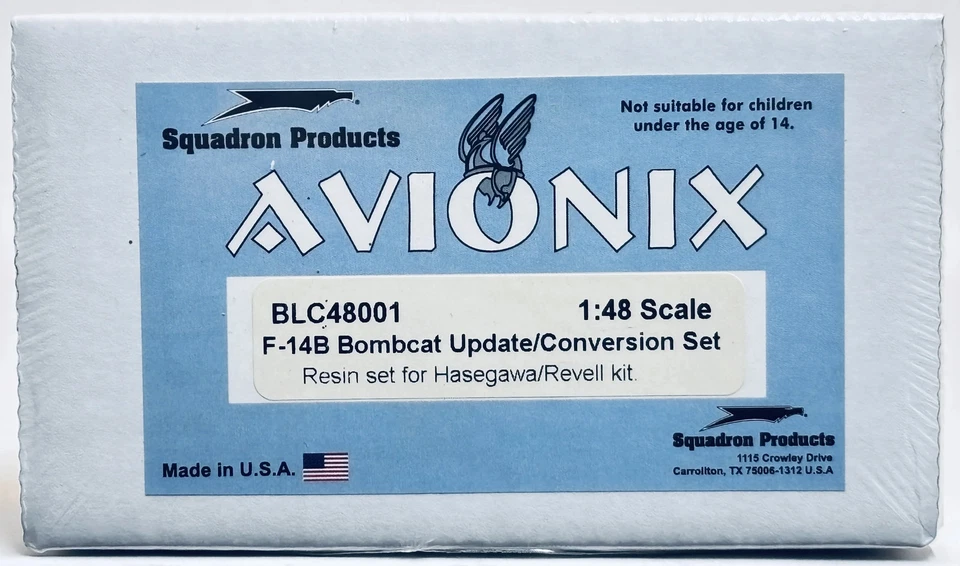 Squadron Products
Not suitable for children
under the age of 14.
AVIONIX
BLC48001 1:48 Scale
F-14B Bombcat Update/Conversion Set
Resin set for Hasegawa/Revell kit.
Made in U.S.A.
Squadron Products
1115 Crowley Drive
Carrollton, TX 75006-1312 U.S.A